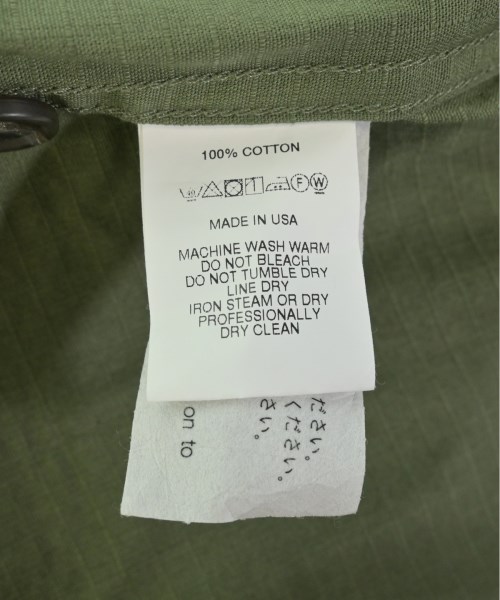 100% COTTON
MADE IN USA
MACHINE WASH WARM
DO NOT BLEACH
DO NOT TUMBLE DRY
LINE DRY
IRON STEAM OR DRY
PROFESSIONALLY
DRY CLEAN
ださい。
ください。
さい。
on to